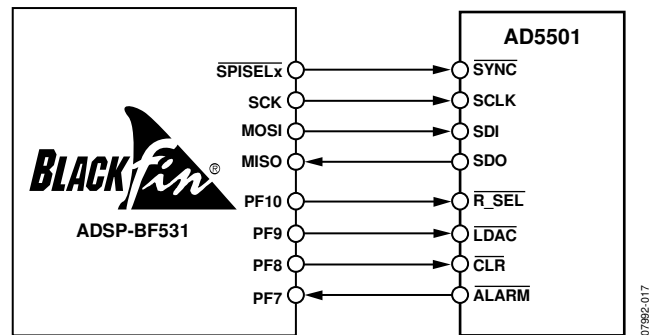 AD5501
SPISELx SYNC
SCK SCLK
MOSI SDI
MISO SDO
BLACKfin®
PF10 R_SEL
ADSP-BF531
PF9 LDAC
PF8 CLR
PF7 ALARM
07992-017